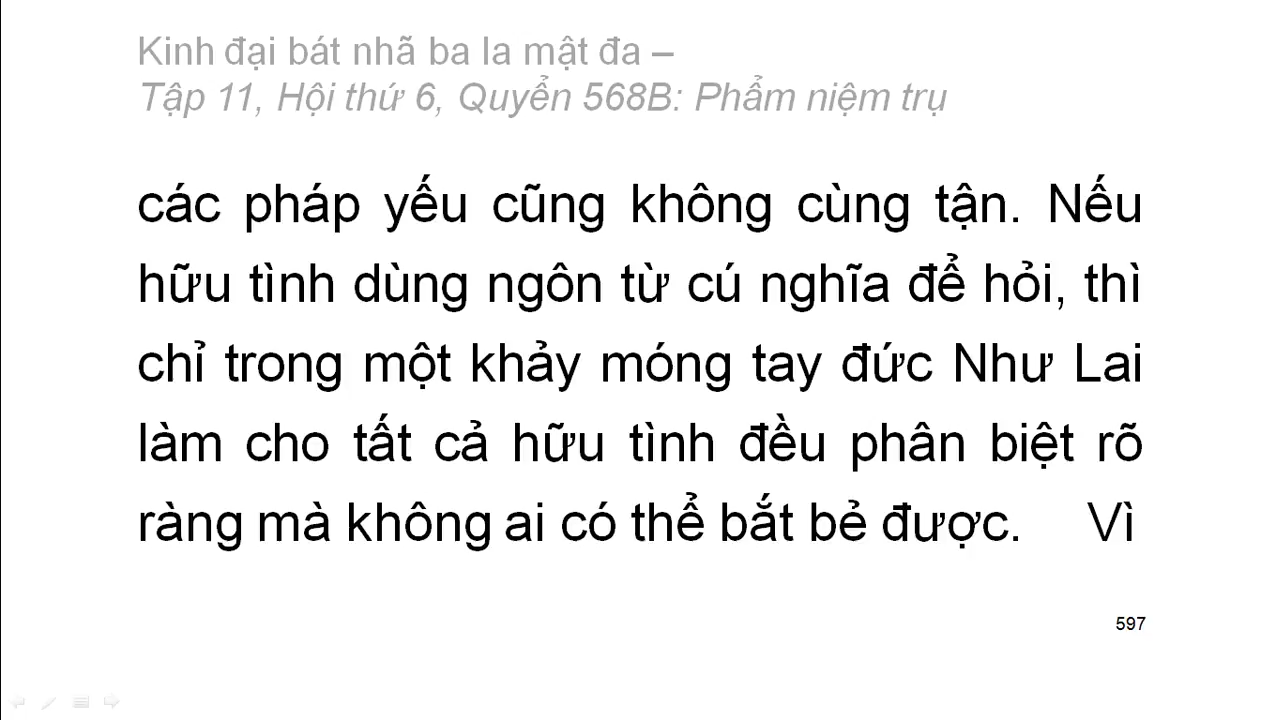 Kinh đại bát nhã ba la mật đa –
Tập 11, Hội thứ 6, Quyển 568B: Phẩm niệm trụ
các pháp yếu cũng không cùng tận. Nếu
hữu tình dùng ngôn từ cú nghĩa để hỏi, thì
chỉ trong một khảy móng tay đức Như Lai
làm cho tất cả hữu tình đều phân biệt rõ
ràng mà không ai có thể bắt bẻ được. Vì
597